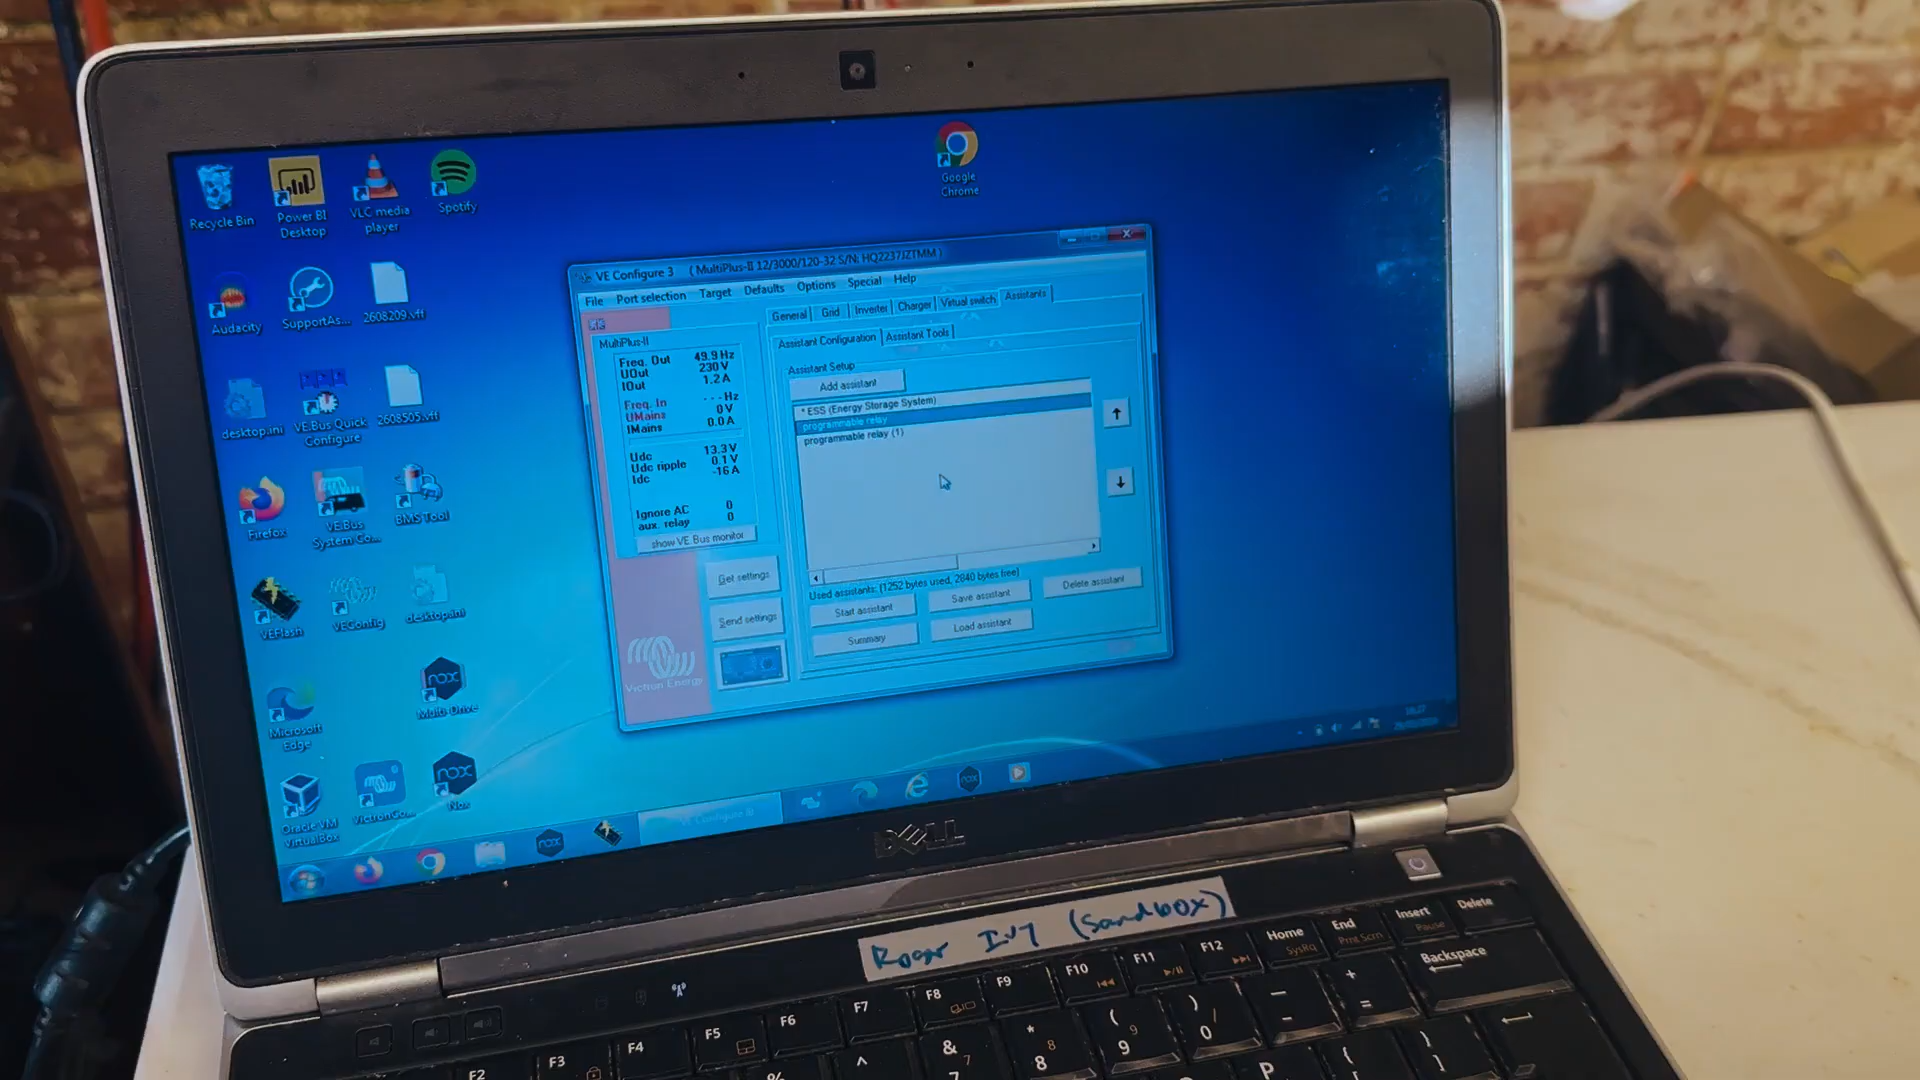 Recycle Bin
Power BI
Desktop
VLC media
player
Spotify
Google
Chrome
Audacity
SupportAs...
2608209.vff
desktop.ini
VE.Bus Quick
Configure
2608505.vff
Firefox
VE.Bus
System Co...
BMS Tool
VEFlash
VEConfig
desktop.ini
Microsoft
Edge
Multi-Drive
Oracle VM
VirtualBox
VictronCo...
Nox
VE Configure 3 ( MultiPlus-II 12/3000/120-32 S/N: HQ2237JZTMM )
File Port selection Target Defaults Options Special Help
General Grid Inverter Charger Virtual switch Assistants
Assistant Configuration Assistant Tools
MultiPlus-II
Freq. Out 49.9 Hz
UOut 230 V
IOut 1.2 A
Freq. In - - - Hz
UMains 0 V
IMains 0.0 A
Udc 13.3 V
Udc ripple 0.1 V
Idc -16 A
Ignore AC 0
aux. relay 0
show VE.Bus monitor
Get settings
Send settings
Victron Energy
Assistant Setup
Add assistant
* ESS (Energy Storage System)
programmable relay
programmable relay (1)
Used assistants: (1252 bytes used, 2840 bytes free)
Start assistant Save assistant Delete assistant
Summary Load assistant
DELL
(Sandbox)
F2 F3 F4 F5 F6 F7 F8 F9 F10 F11 F12 Home End Insert Delete
SysRq Prnt Scrn Pause
Backspace
% ^ & 7 * 8 ( 9 ) 0 - + =
P { }